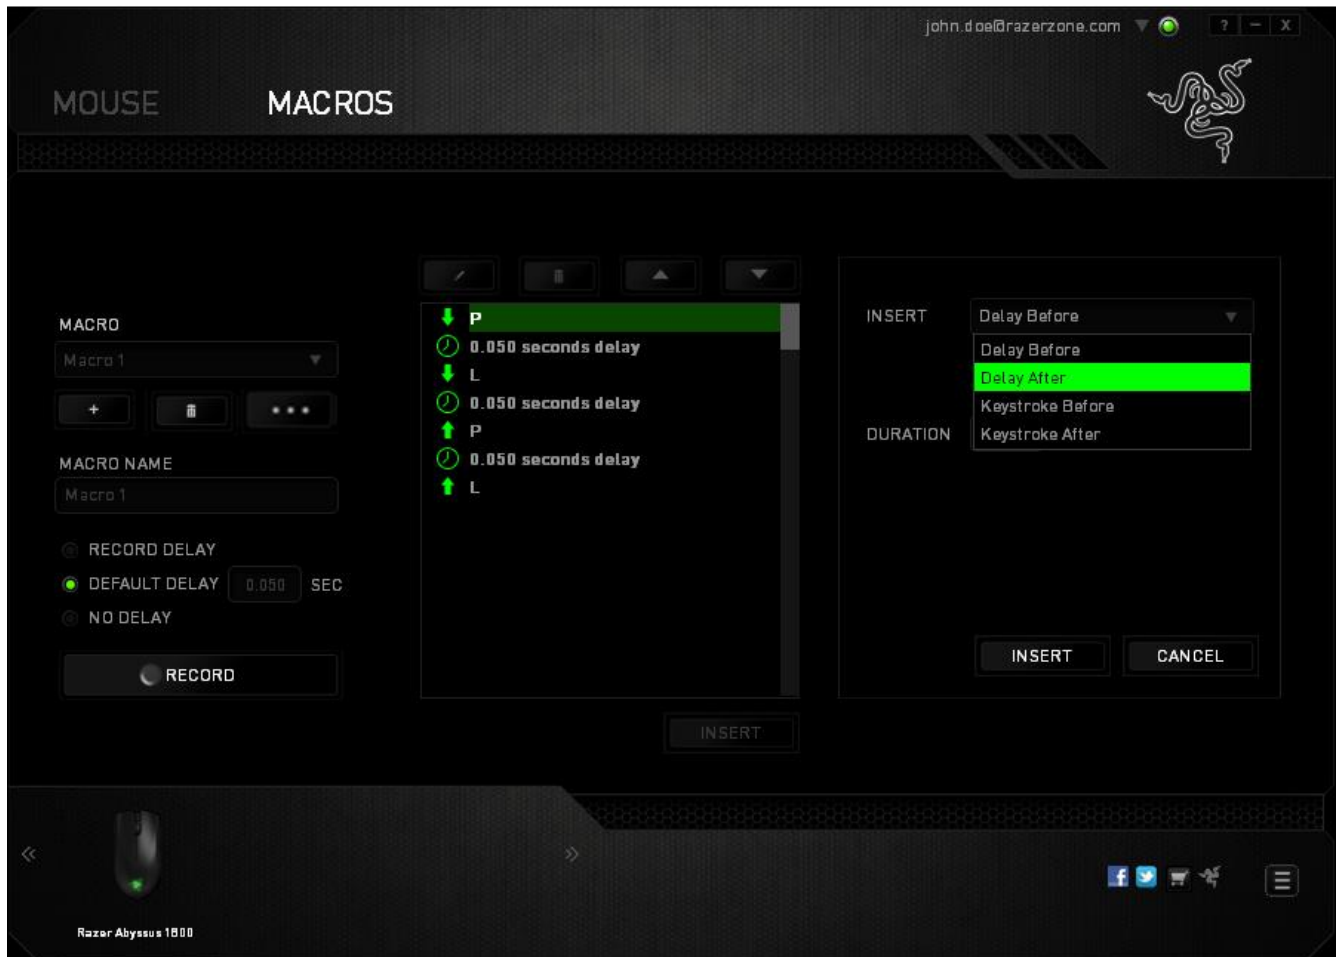 john.doe@razerzone.com ? – X
MOUSE MACROS
MACRO
Macro 1
+
MACRO NAME
Macro 1
RECORD DELAY
DEFAULT DELAY 0.050 SEC
NO DELAY
RECORD
P
0.050 seconds delay
L
0.050 seconds delay
P
0.050 seconds delay
L
INSERT
INSERT Delay Before
Delay Before
Delay After
Keystroke Before
DURATION Keystroke After
INSERT CANCEL
Razer Abyssus 1800